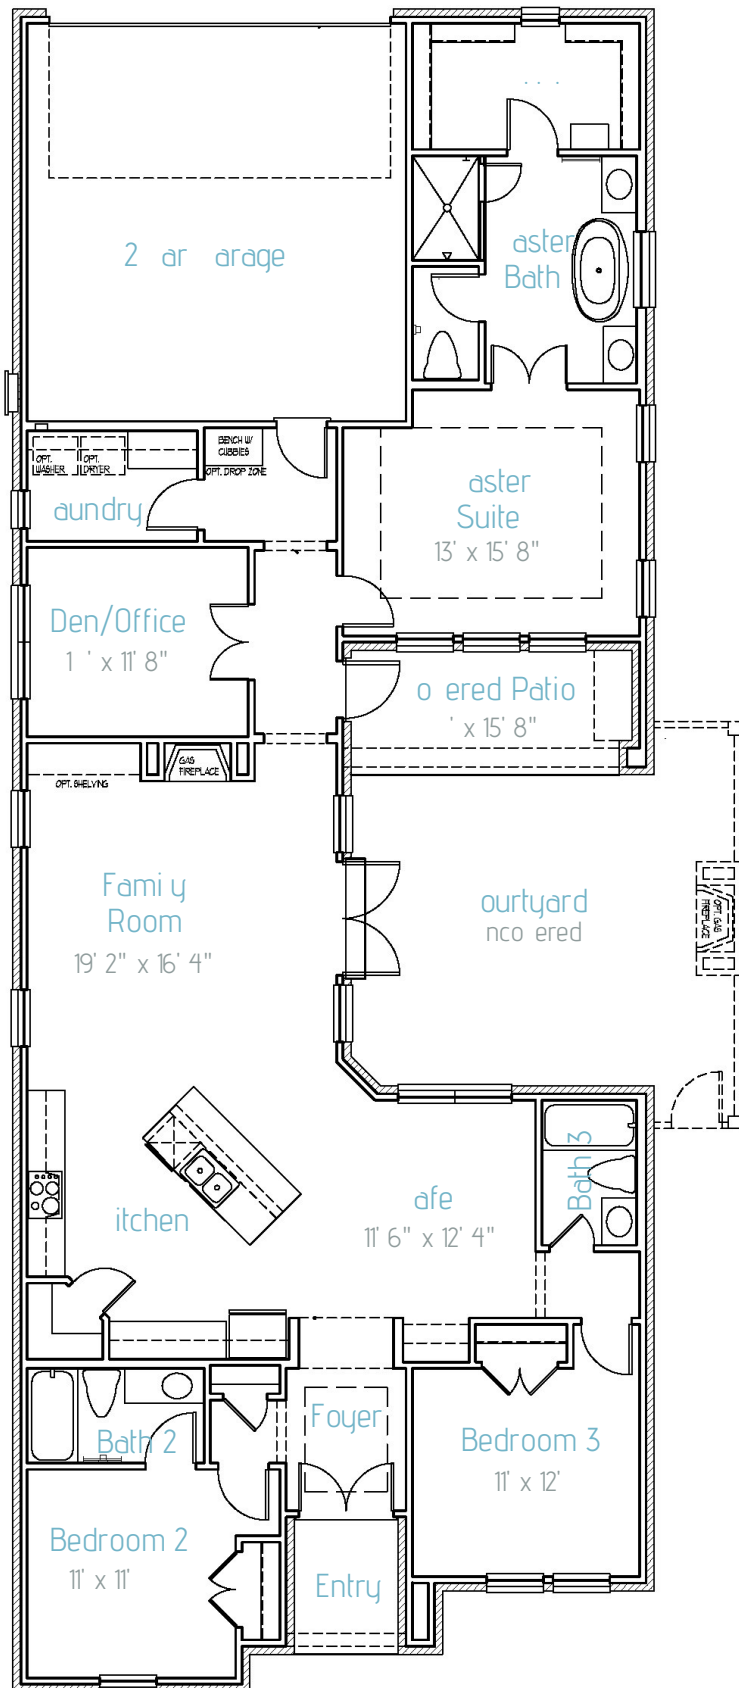 . . .
2 ar arage
aster
Bath
BENCH W/
CUBBIES
OPT. DROP ZONE
OPT.
WASHER
OPT.
DRYER
aundry
aster
Suite
13' x 15' 8"
Den/Office
1 ' x 11' 8"
o ered Patio
' x 15' 8"
GAS
FIREPLACE
OPT. SHELVING
Fami y
Room
19' 2" x 16' 4"
ourtyard
nco ered
OPT. GAS
FIREPLACE
Bath 3
itchen
afe
11' 6" x 12' 4"
Foyer
Bath 2
Bedroom 3
11' x 12'
Bedroom 2
11' x 11'
Entry